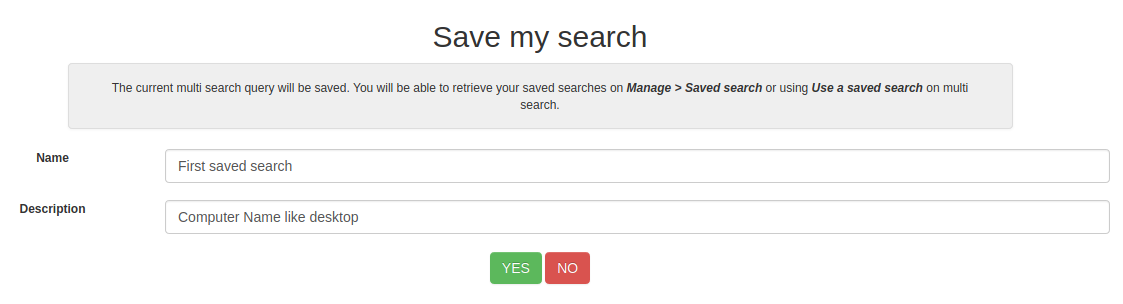 Save my search
The current multi search query will be saved. You will be able to retrieve your saved searches on Manage > Saved search or using Use a saved search on multi
search.
Name
First saved search
Description
Computer Name like desktop
YES NO